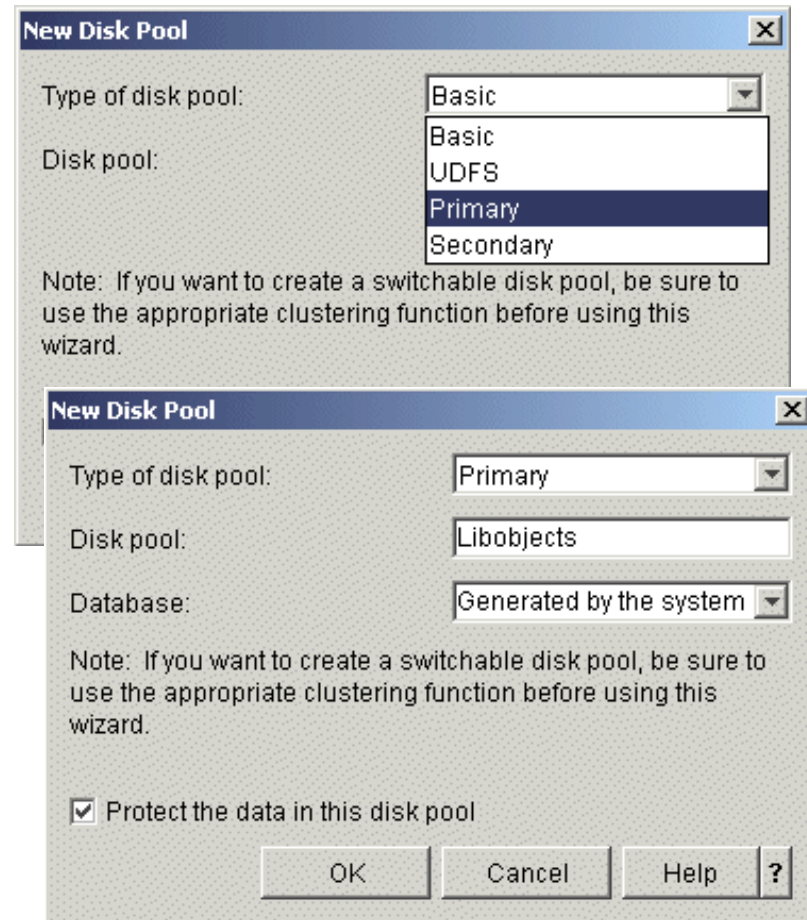 New Disk Pool
Type of disk pool: Basic
Basic
Disk pool:
UDFS
Primary
Secondary
Note: If you want to create a switchable disk pool, be sure to
use the appropriate clustering function before using this
wizard.
New Disk Pool
Type of disk pool: Primary
Disk pool: Libobjects
Database: Generated by the system
Note: If you want to create a switchable disk pool, be sure to
use the appropriate clustering function before using this
wizard.
Protect the data in this disk pool
OK Cancel Help ?